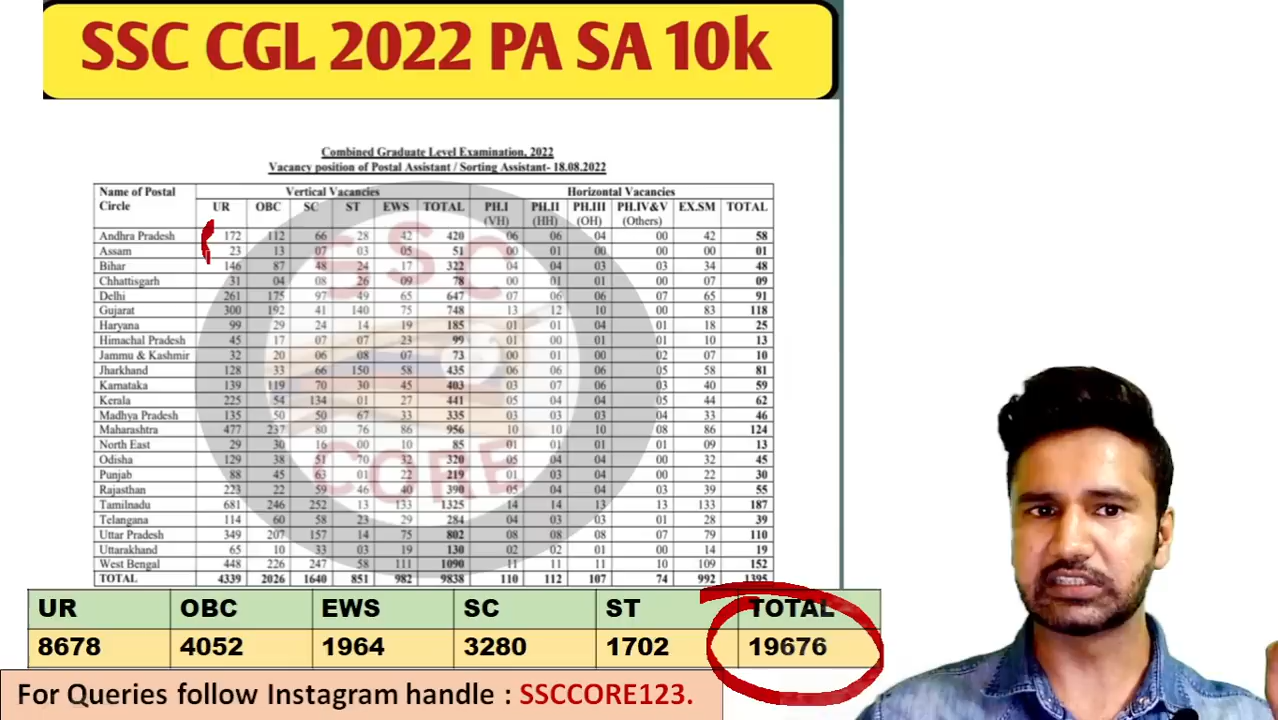 SSC CGL 2022 PA SA 10k
Combined Graduate Level Examination, 2022
Vacancy position of Postal Assistant / Sorting Assistant- 18.08.2022
Name of Postal Circle Vertical Vacancies Horizontal Vacancies
UR OBC SC ST EWS TOTAL PH.I (VH) PH.II (HH) PH.III (OH) PH.IV&V (Others) EX.SM TOTAL
Andhra Pradesh 172 112 66 28 42 420 06 06 04 00 42 58
Assam 23 13 07 03 05 51 00 01 00 00 00 01
Bihar 146 87 48 24 17 322 04 04 03 03 34 48
Chhattisgarh 31 04 08 26 09 78 00 01 01 00 07 09
Delhi 261 175 97 49 65 647 07 06 06 07 65 91
Gujarat 300 192 41 140 75 748 13 12 10 00 83 118
Haryana 99 29 24 14 19 185 01 01 04 01 18 25
Himachal Pradesh 45 17 07 07 23 99 01 00 01 01 10 13
Jammu & Kashmir 32 20 06 08 07 73 00 01 00 02 07 10
Jharkhand 128 33 66 150 58 435 06 06 06 05 58 81
Karnataka 139 119 70 30 45 403 03 07 06 03 40 59
Kerala 225 54 134 01 27 441 05 04 04 05 44 62
Madhya Pradesh 135 50 50 67 33 335 03 03 03 04 33 46
Maharashtra 477 237 80 76 86 956 10 10 10 08 86 124
North East 29 30 16 00 10 85 01 01 01 01 09 13
Odisha 129 38 51 70 32 320 05 04 04 00 32 45
Punjab 88 45 63 01 22 219 01 03 04 00 22 30
Rajasthan 223 22 59 46 40 390 05 04 04 03 39 55
Tamilnadu 681 246 252 13 133 1325 14 14 13 13 133 187
Telangana 114 60 58 23 29 284 04 03 03 01 28 39
Uttar Pradesh 349 207 157 14 75 802 08 08 08 07 79 110
Uttarakhand 65 10 33 03 19 130 02 02 01 00 14 19
West Bengal 448 226 247 58 111 1090 11 11 11 10 109 152
TOTAL 4339 2026 1640 851 982 9838 110 112 107 74 992 1395
SSC
CORE
UR OBC EWS SC ST TOTAL
8678 4052 1964 3280 1702 19676
For Queries follow Instagram handle : SSCCORE123.